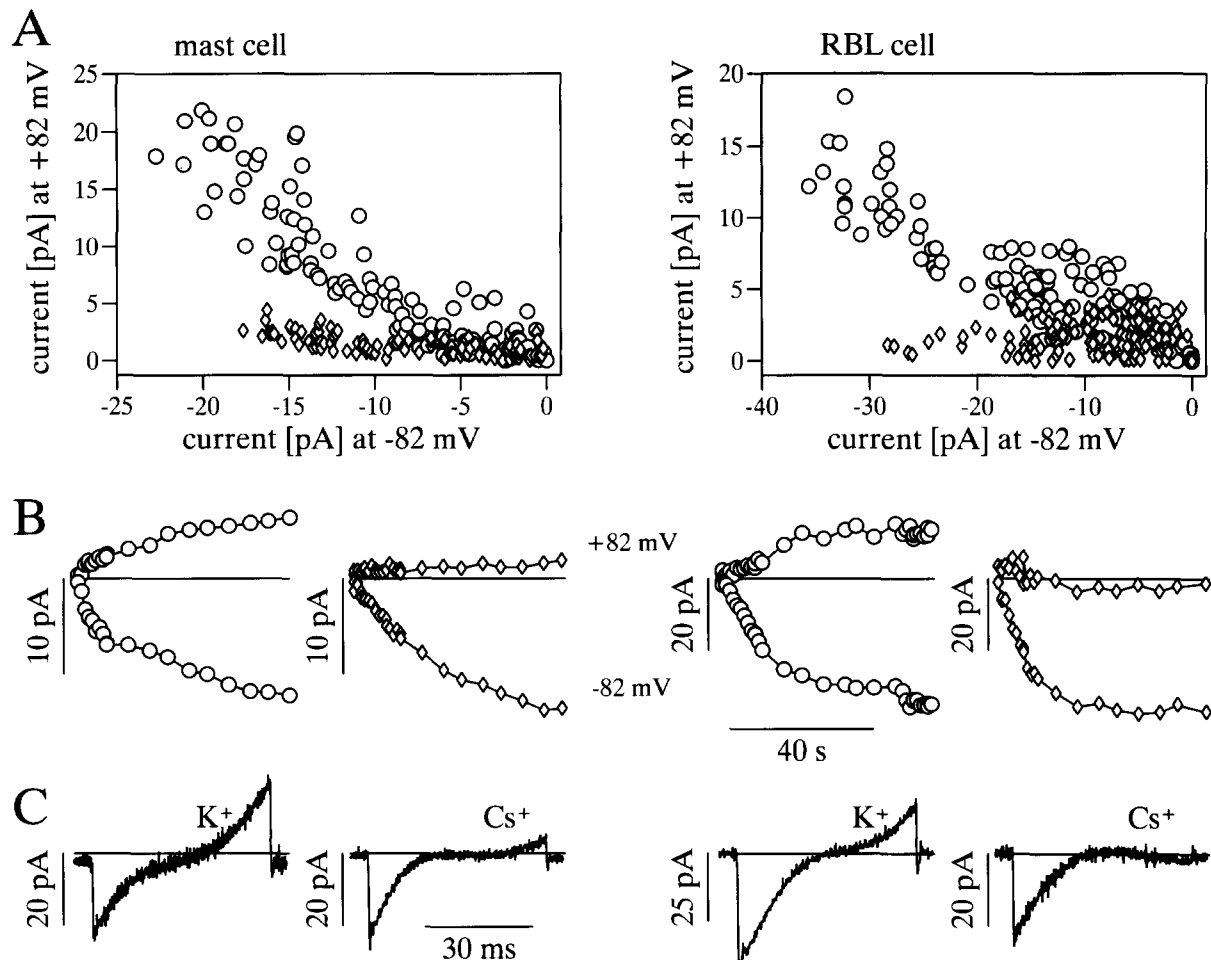 A
mast cell
RBL cell
current [pA] at +82 mV
25
20
15
10
5
0
-25
-20
-15
-10
-5
0
current [pA] at -82 mV
current [pA] at +82 mV
20
15
10
5
0
-40
-30
-20
-10
0
current [pA] at -82 mV
B
10 pA
10 pA
+82 mV
-82 mV
20 pA
20 pA
40 s
C
K+
20 pA
Cs+
20 pA
30 ms
K+
25 pA
Cs+
20 pA